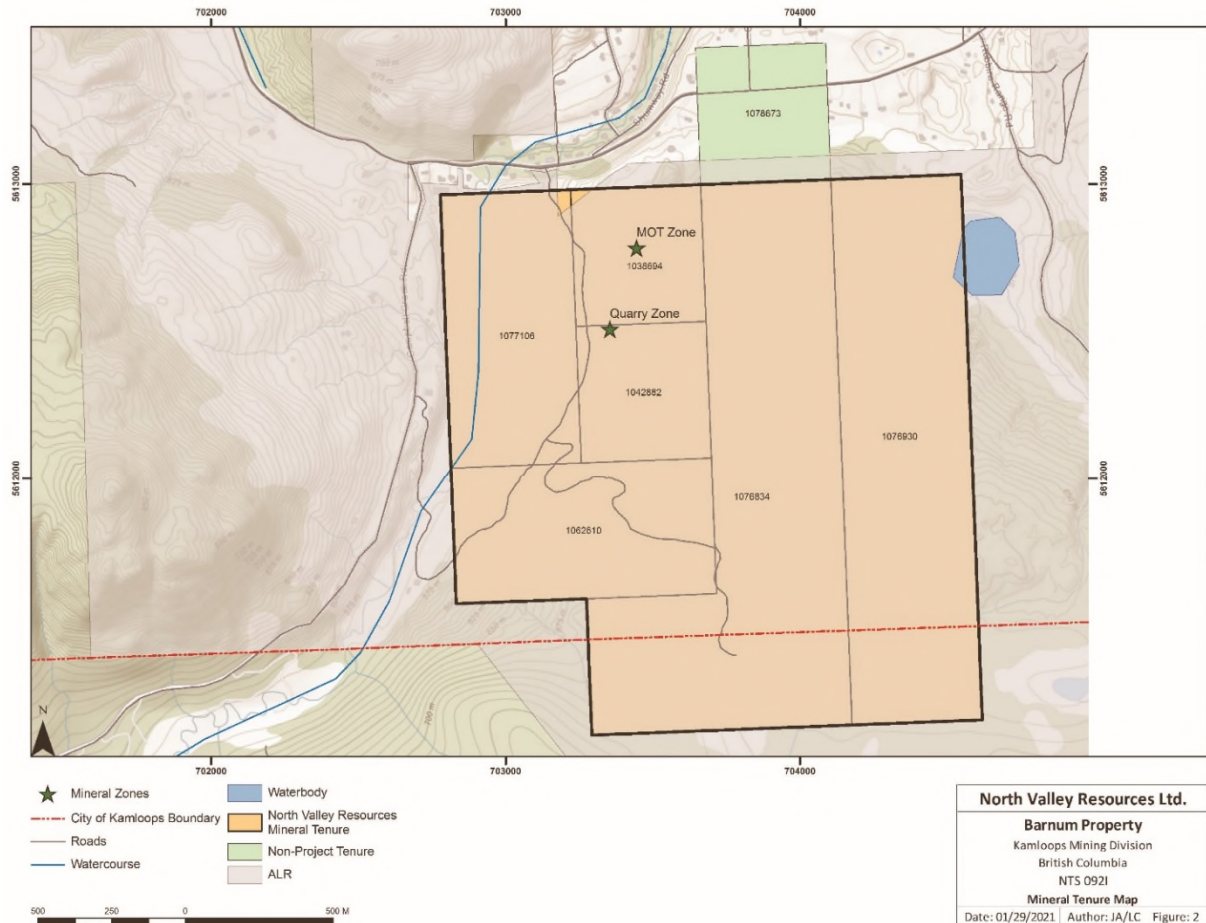 702000
703000
704000
5613000
5613000
1078673
MOT Zone
1038694
Quarry Zone
1077106
1042882
1076930
5612000
5612000
1076834
1062610
700 m
702000
703000
704000
N
Mineral Zones
City of Kamloops Boundary
Roads
Watercourse
Waterbody
North Valley Resources
Mineral Tenure
Non-Project Tenure
ALR
500 250 0 500 M
North Valley Resources Ltd.
Barnum Property
Kamloops Mining Division
British Columbia
NTS 092I
Mineral Tenure Map
Date: 01/29/2021 Author: JA/LC Figure: 2